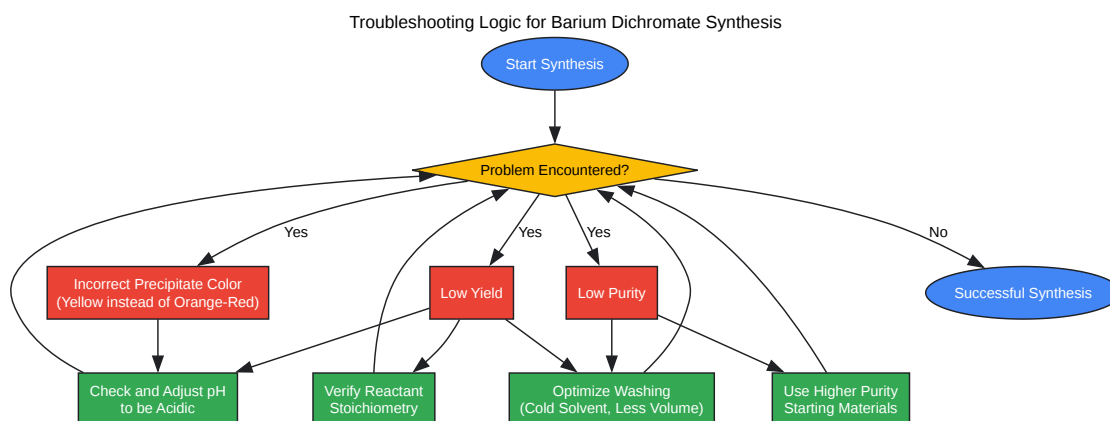 Troubleshooting Logic for Barium Dichromate Synthesis
Start Synthesis
Problem Encountered?
Yes
Yes
Yes
No
Incorrect Precipitate Color
(Yellow instead of Orange-Red)
Low Yield
Low Purity
Successful Synthesis
Check and Adjust pH
to be Acidic
Verify Reactant
Stoichiometry
Optimize Washing
(Cold Solvent, Less Volume)
Use Higher Purity
Starting Materials